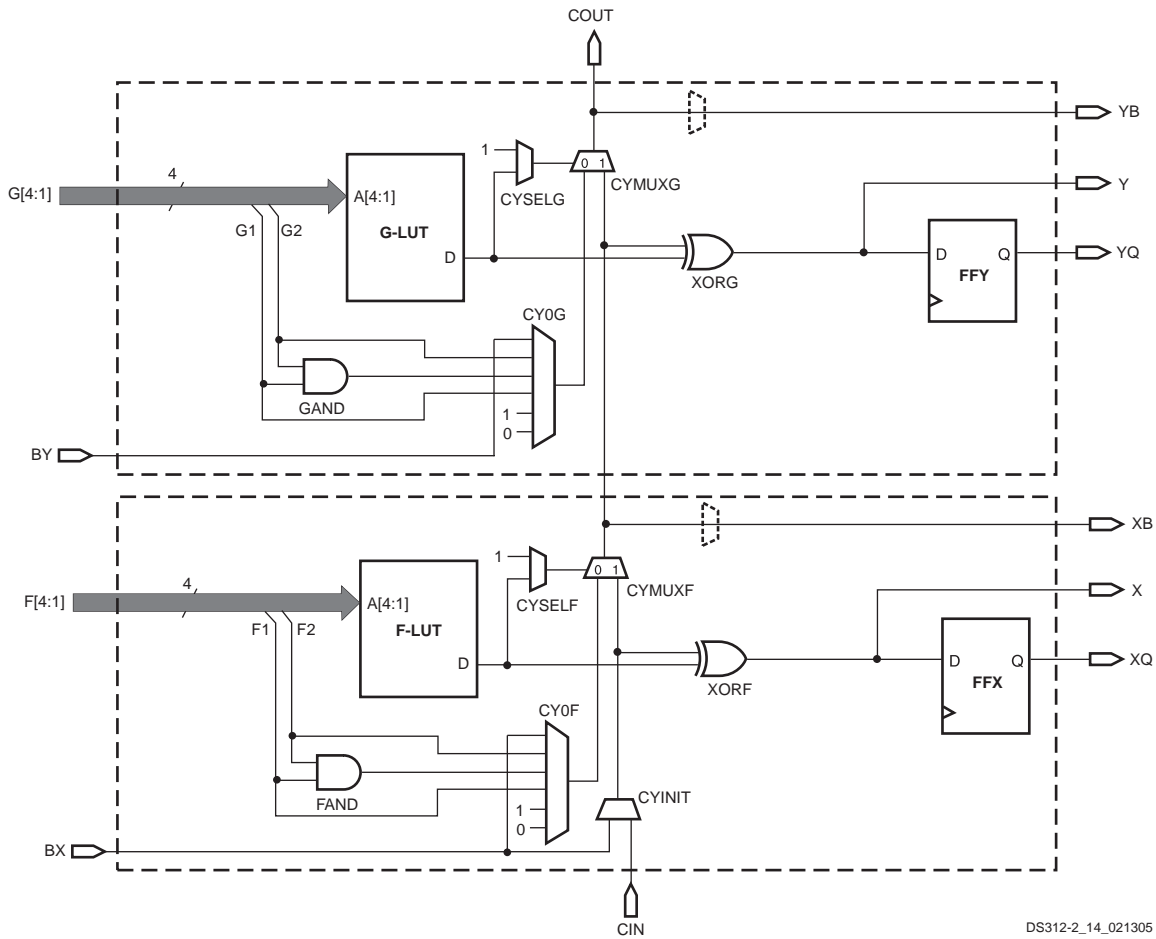 COUT
YB
1
0 1
4
G[4:1]
A[4:1]
CYSELG
CYMUXG
Y
G1
G2
G-LUT
D
XORG
D
Q
FFY
YQ
CY0G
GAND
1
0
BY
XB
1
0 1
4
F[4:1]
A[4:1]
CYSELF
CYMUXF
X
F1
F2
F-LUT
D
XORF
D
Q
FFX
XQ
CY0F
FAND
1
0
CYINIT
BX
CIN
DS312-2_14_021305